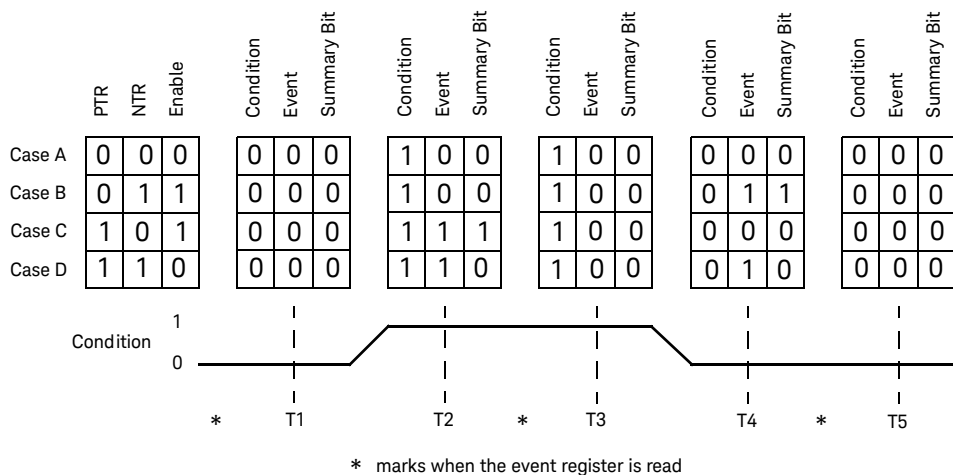 PTR NTR Enable Condition Event Summary Bit Condition Event Summary Bit Condition Event Summary Bit Condition Event Summary Bit Condition Event Summary Bit
Case A 0 0 0 0 0 0 1 0 0 1 0 0 0 0 0 0 0 0
Case B 0 1 1 0 0 0 1 0 0 1 0 0 0 1 1 0 0 0
Case C 1 0 1 0 0 0 1 1 1 1 0 0 0 0 0 0 0 0
Case D 1 1 0 0 0 0 1 1 0 1 0 0 0 1 0 0 0 0
1
Condition
0
* T1 T2 * T3 T4 * T5
* marks when the event register is read